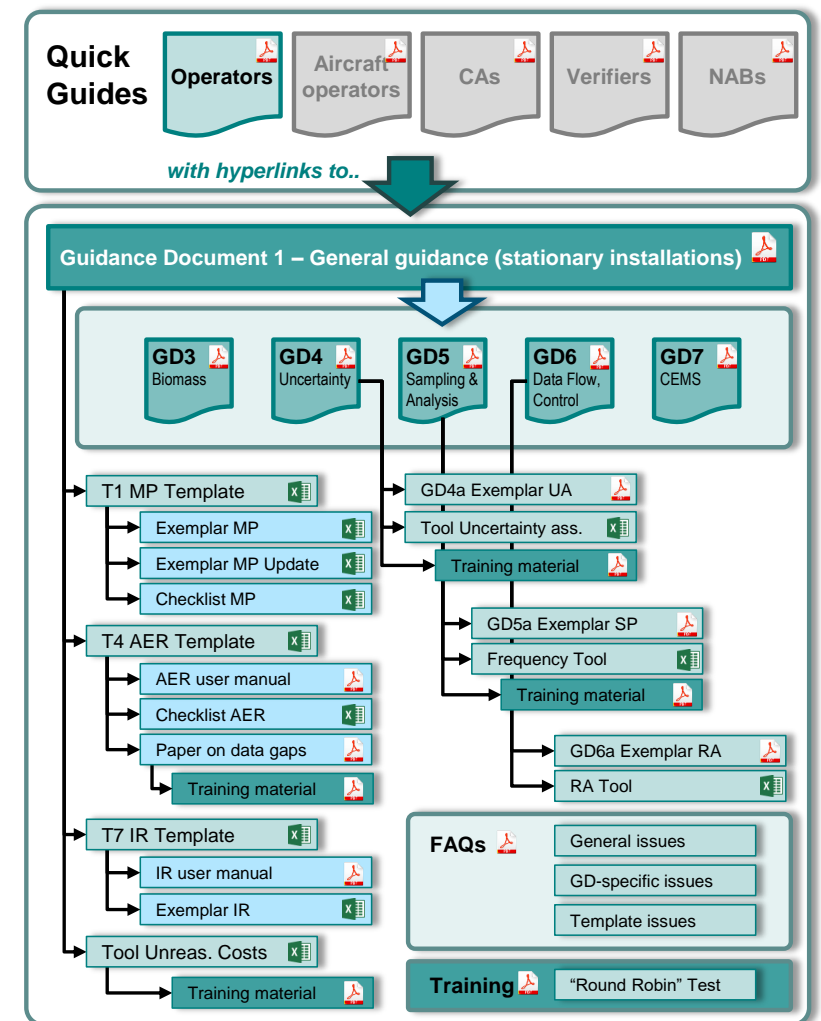 Quick
Guides
Operators
Aircraft
operators
CAs
Verifiers
NABs
with hyperlinks to..
Guidance Document 1 – General guidance (stationary installations)
GD3
Biomass
GD4
Uncertainty
GD5
Sampling &
Analysis
GD6
Data Flow,
Control
GD7
CEMS
T1 MP Template
Exemplar MP
Exemplar MP Update
Checklist MP
T4 AER Template
AER user manual
Checklist AER
Paper on data gaps
Training material
T7 IR Template
IR user manual
Exemplar IR
Tool Unreas. Costs
Training material
GD4a Exemplar UA
Tool Uncertainty ass.
Training material
GD5a Exemplar SP
Frequency Tool
Training material
GD6a Exemplar RA
RA Tool
FAQs
General issues
GD-specific issues
Template issues
Training
“Round Robin” Test